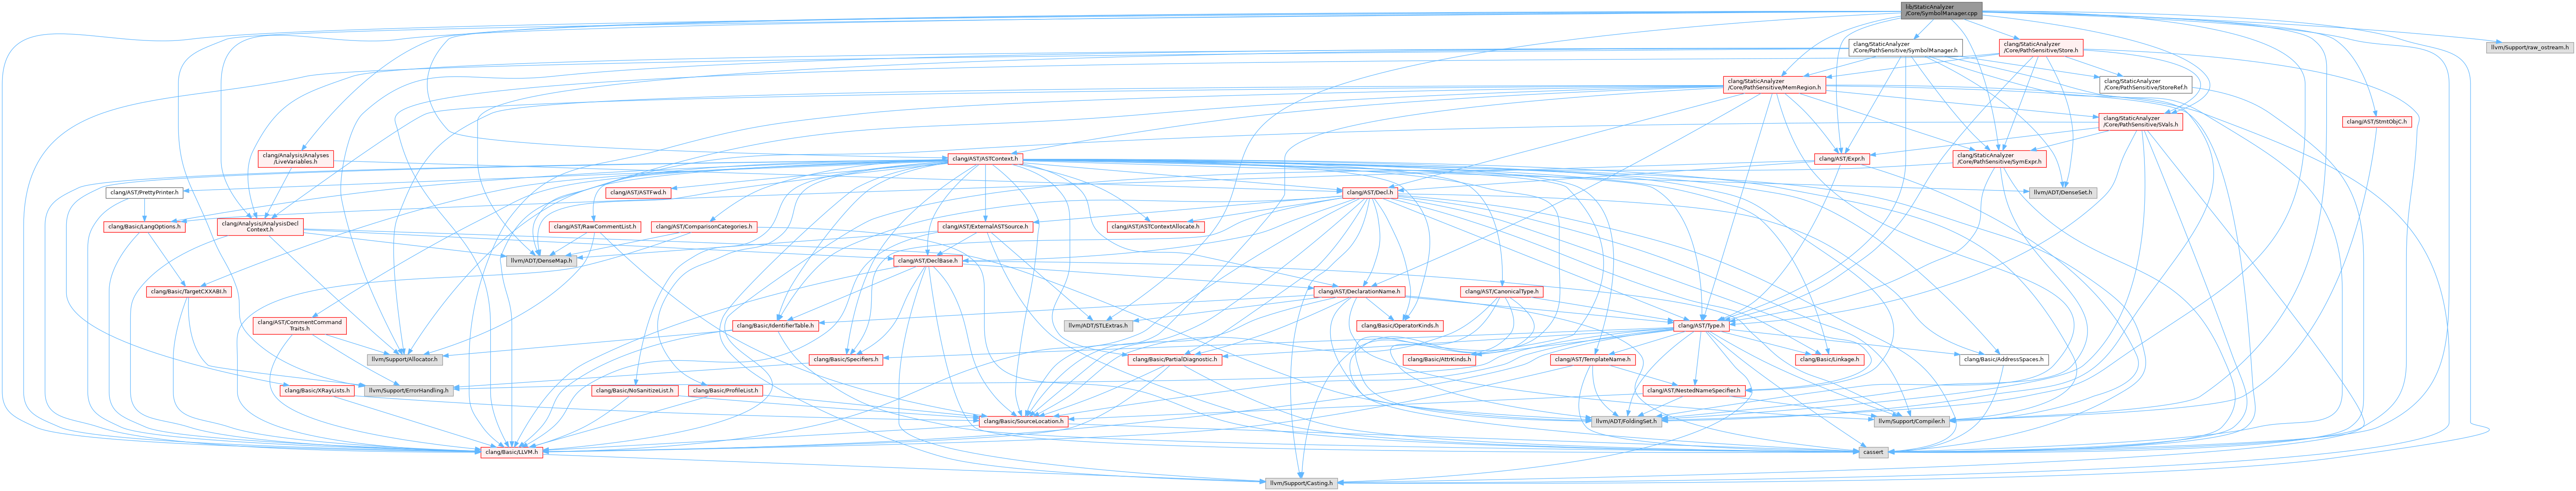 lib/StaticAnalyzer
/Core/SymbolManager.cpp
clang/StaticAnalyzer
/Core/PathSensitive/SymbolManager.h
clang/StaticAnalyzer
/Core/PathSensitive/Store.h
llvm/Support/raw_ostream.h
clang/StaticAnalyzer
/Core/PathSensitive/MemRegion.h
clang/StaticAnalyzer
/Core/PathSensitive/StoreRef.h
clang/StaticAnalyzer
/Core/PathSensitive/SVals.h
clang/AST/StmtObjC.h
clang/Analysis/Analyses
/LiveVariables.h
clang/AST/ASTContext.h
clang/AST/Expr.h
clang/StaticAnalyzer
/Core/PathSensitive/SymExpr.h
clang/AST/PrettyPrinter.h
clang/AST/ASTFwd.h
clang/AST/Decl.h
llvm/ADT/DenseSet.h
clang/Basic/LangOptions.h
clang/Analysis/AnalysisDecl
Context.h
clang/AST/RawCommentList.h
clang/AST/ComparisonCategories.h
clang/AST/ExternalASTSource.h
clang/AST/ASTContextAllocate.h
llvm/ADT/DenseMap.h
clang/AST/DeclBase.h
clang/Basic/TargetCXXABI.h
clang/AST/DeclarationName.h
clang/AST/CanonicalType.h
clang/AST/CommentCommand
Traits.h
clang/Basic/IdentifierTable.h
llvm/ADT/STLExtras.h
clang/Basic/OperatorKinds.h
clang/AST/Type.h
llvm/Support/Allocator.h
clang/Basic/Specifiers.h
clang/Basic/PartialDiagnostic.h
clang/Basic/AttrKinds.h
clang/AST/TemplateName.h
clang/Basic/Linkage.h
clang/Basic/AddressSpaces.h
clang/Basic/XRayLists.h
llvm/Support/ErrorHandling.h
clang/Basic/NoSanitizeList.h
clang/Basic/ProfileList.h
clang/AST/NestedNameSpecifier.h
clang/Basic/SourceLocation.h
llvm/ADT/FoldingSet.h
llvm/Support/Compiler.h
clang/Basic/LLVM.h
cassert
llvm/Support/Casting.h